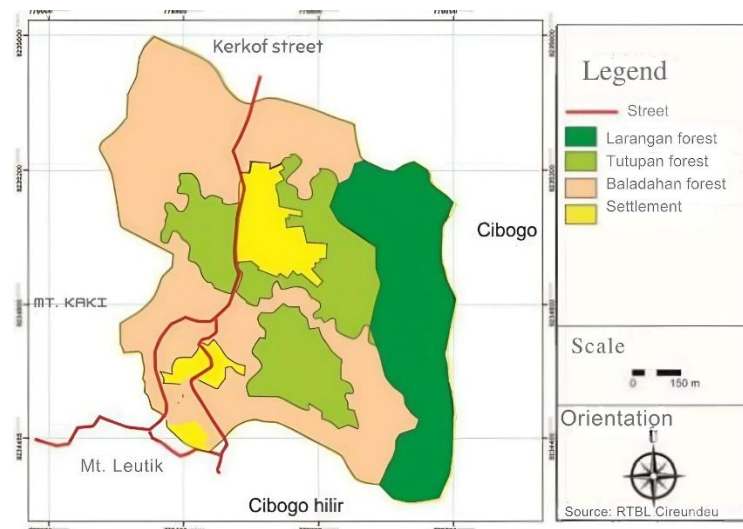 Kerkof street
Cibogo
MT. KAKI
Mt. Leutik
Cibogo hilir
Legend
Street
Larangan forest
Tutupan forest
Baladahan forest
Settlement
Scale
0 150 m
Orientation
U
Source: RTBL Cireundeu